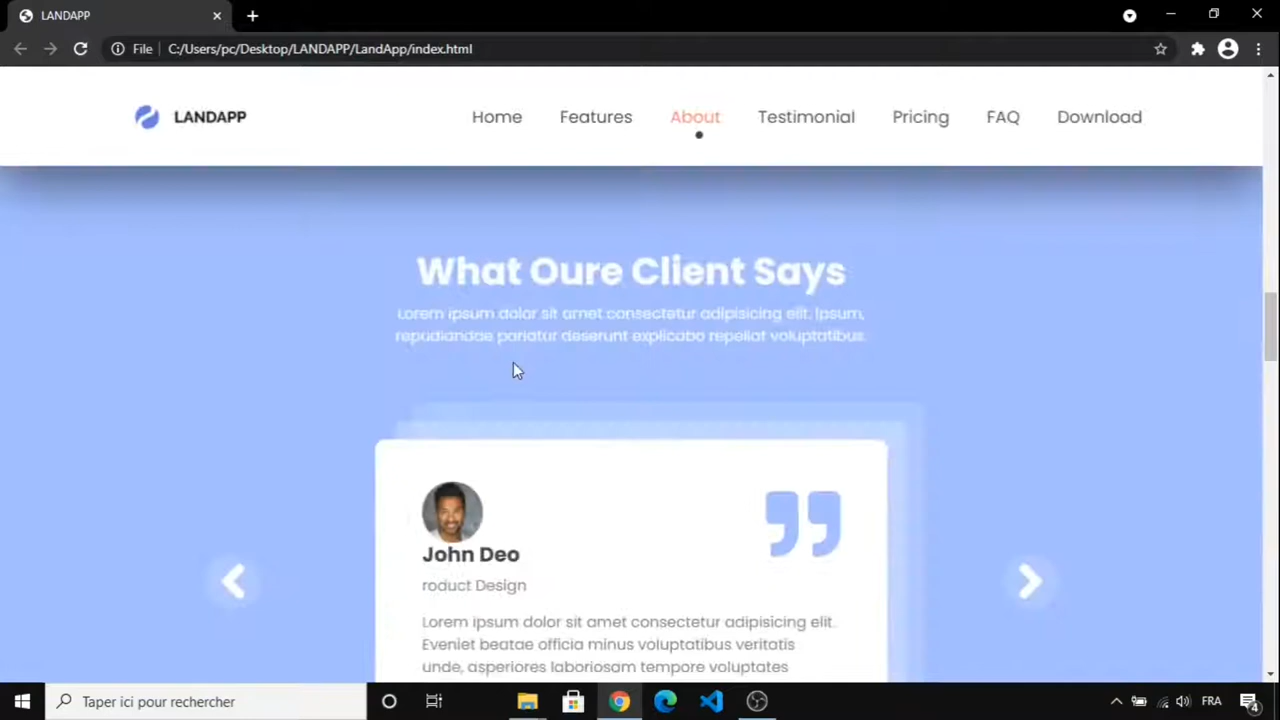 LANDAPP
File
C:/Users/pc/Desktop/LANDAPP/LandApp/index.html
LANDAPP
Home Features About Testimonial Pricing FAQ Download
What Oure Client Says
Lorem ipsum dolor sit amet consectetur adipisicing elit. Ipsum,
repudiandae pariatur deserunt explicabo repellat voluptatibus.
John Deo
roduct Design
Lorem ipsum dolor sit amet consectetur adipisicing elit.
Eveniet beatae officia minus voluptatibus veritatis
unde, asperiores laboriosam tempore voluptates
Taper ici pour rechercher
FRA
4